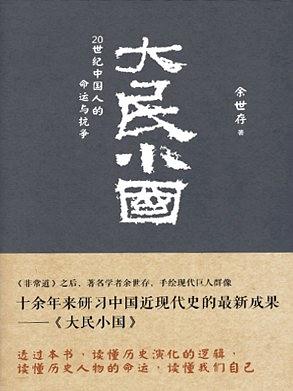 大民小國
20世纪中国人的
命运与抗争
余世存 著
《非常道》之后，著名学者余世存，手绘现代巨人群像
十余年来研习中国近现代史的最新成果
——《大民小国》
透过本书，读懂历史演化的逻辑，
读懂历史人物的命运，读懂我们自己